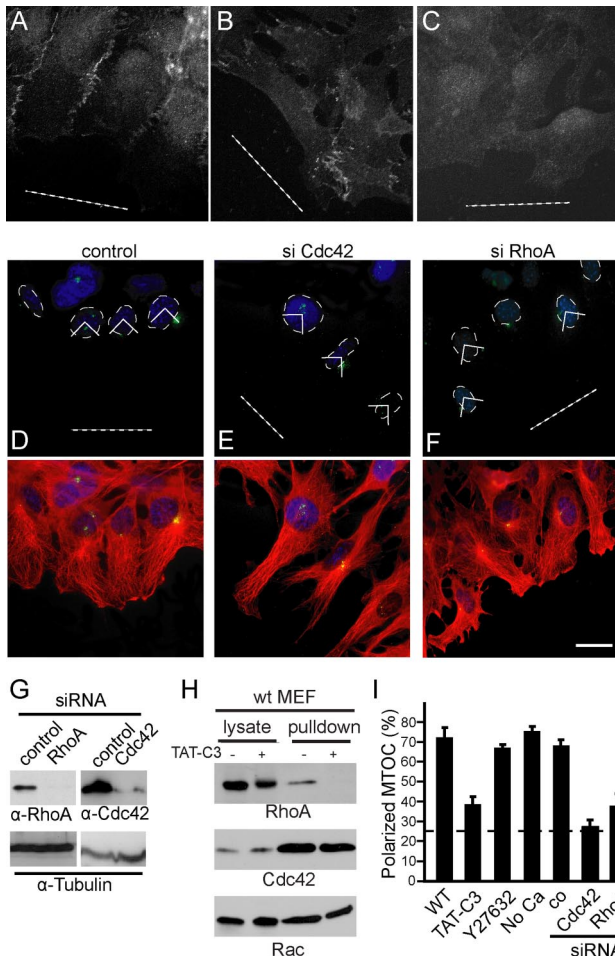 A B C
control si Cdc42 si RhoA
D E F
G H I
siRNA
control RhoA control Cdc42
α-RhoA α-Cdc42
α-Tubulin
wt MEF
lysate pulldown
TAT-C3 - + - +
RhoA
Cdc42
Rac
Polarized MTOC (%)
80
70
60
50
40
30
20
10
0
WT TAT-C3 Y27632 No Ca co Cdc42 Rho
siRNA